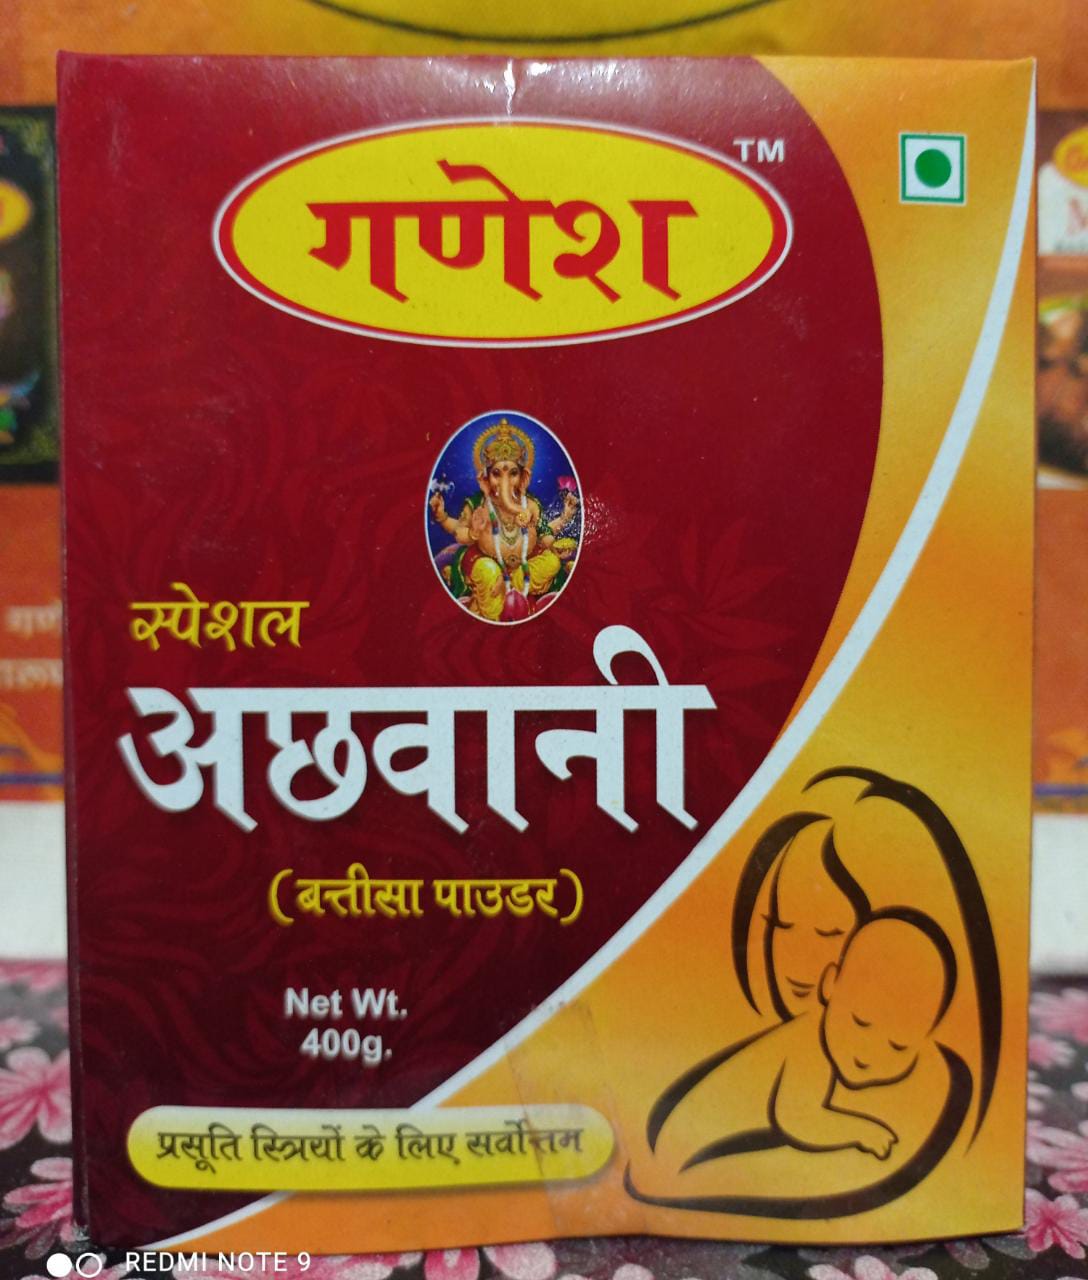 गणेश
TM
स्पेशल
अछवानी
(बत्तीसा पाउडर)
Net Wt.
400g.
प्रसूति स्त्रियों के लिए सर्वोत्तम
REDMI NOTE 9